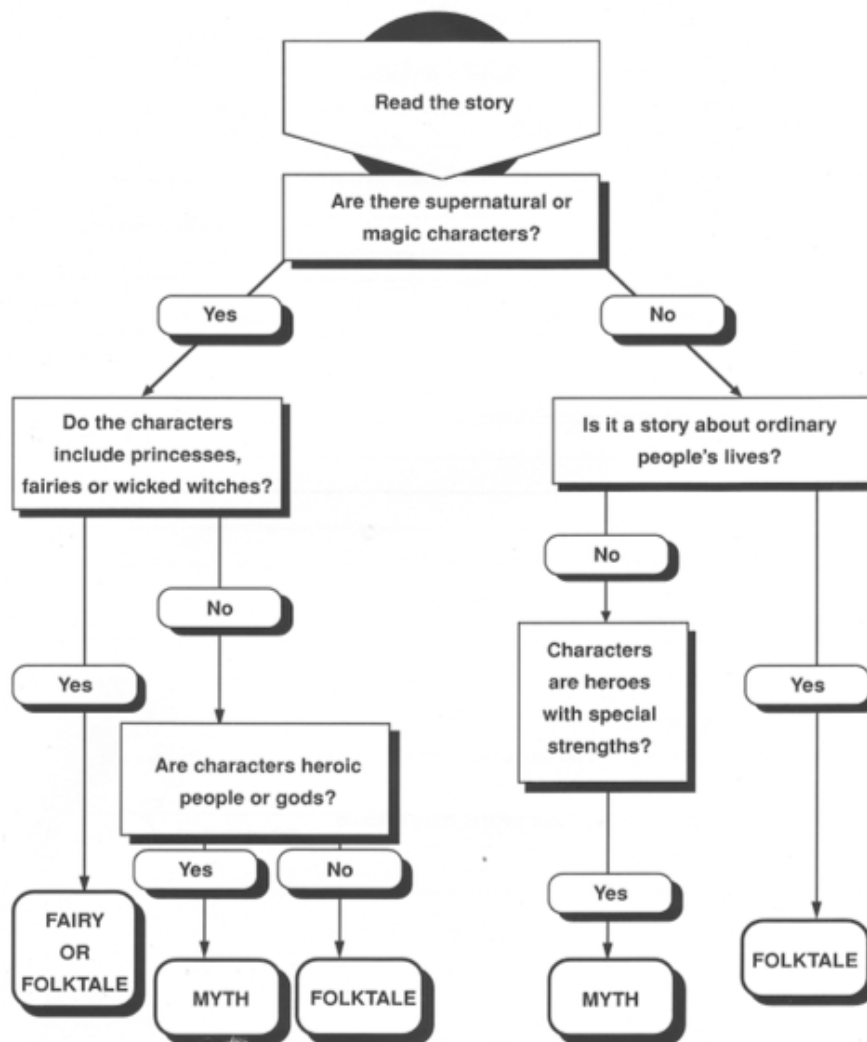 Read the story
Are there supernatural or
magic characters?
Yes
No
Do the characters
include princesses,
fairies or wicked witches?
Is it a story about ordinary
people's lives?
No
No
Yes
Characters
are heroes
with special
strengths?
Yes
Are characters heroic
people or gods?
Yes
No
Yes
FAIRY
OR
FOLKTALE
MYTH
FOLKTALE
MYTH
FOLKTALE